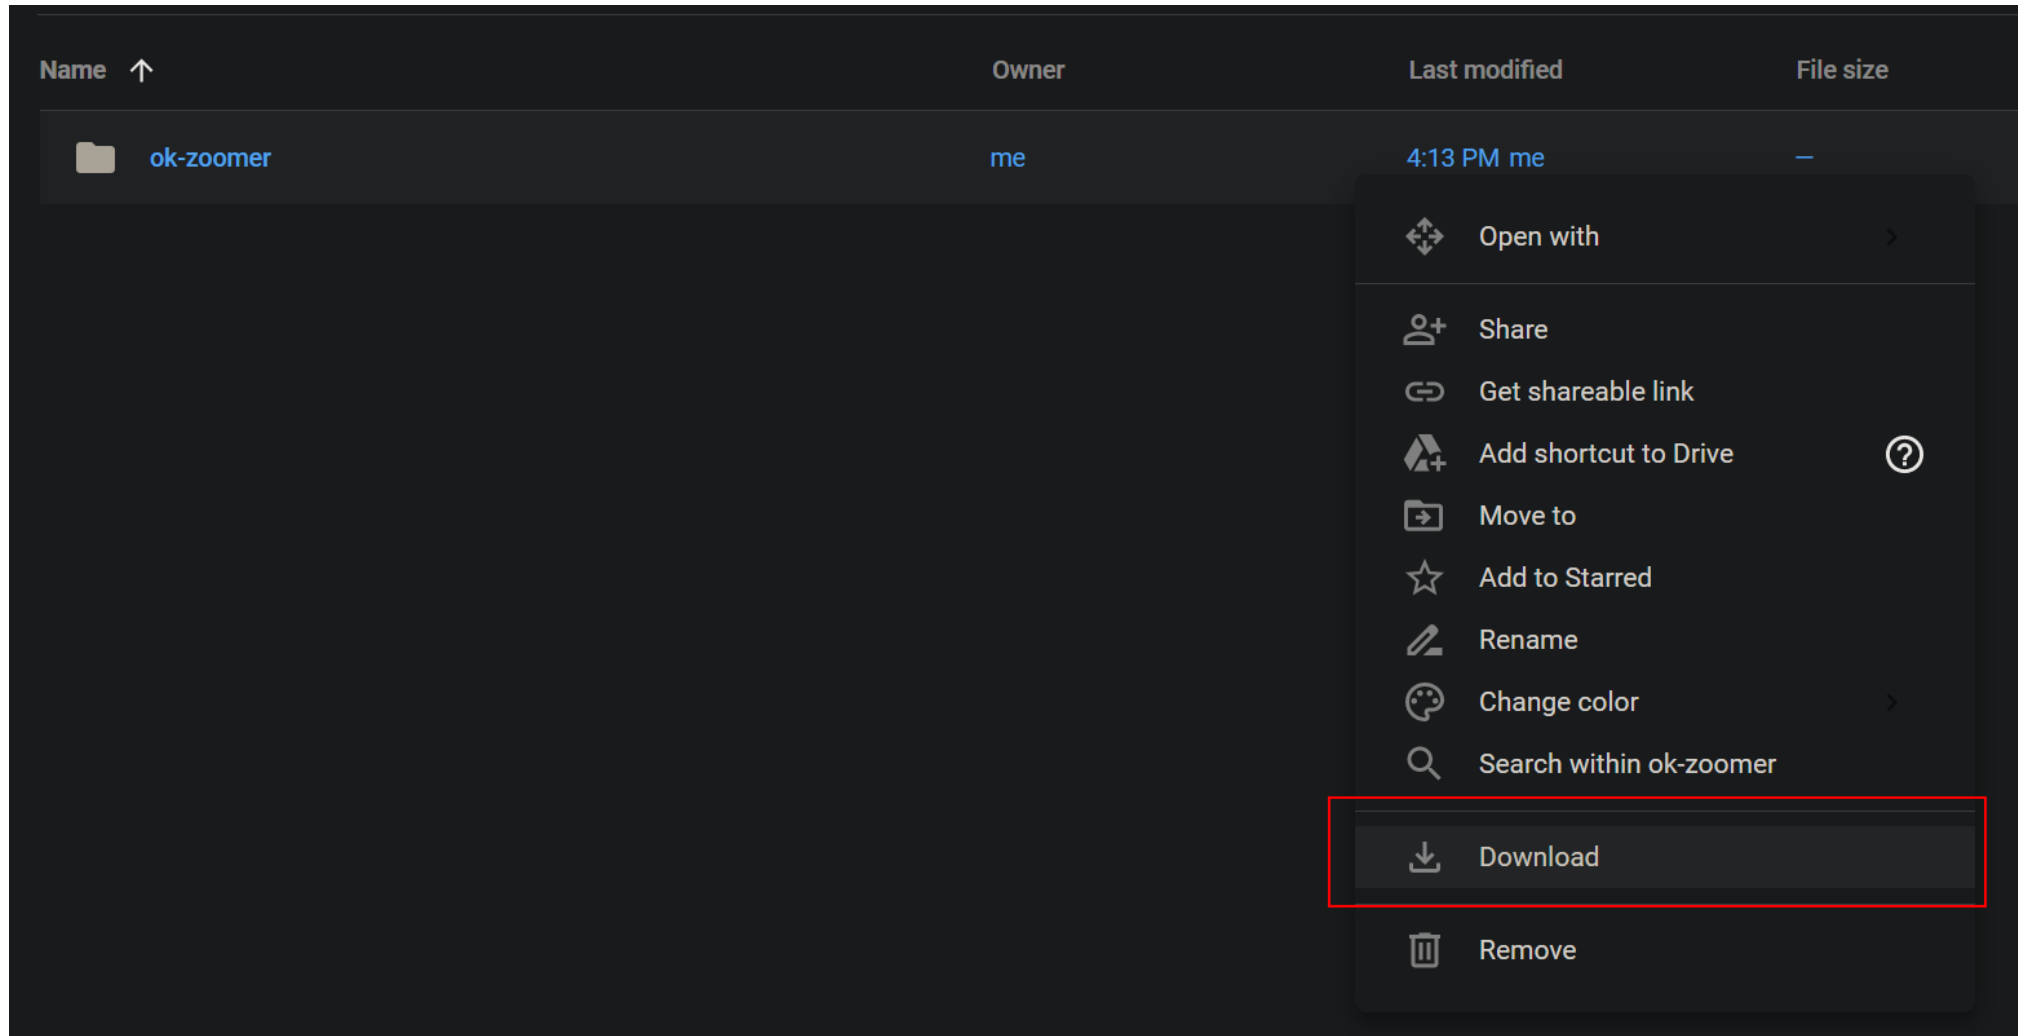 Name Owner Last modified File size
ok-zoomer me 4:13 PM me —
Open with
Share
Get shareable link
Add shortcut to Drive
Move to
Add to Starred
Rename
Change color
Search within ok-zoomer
Download
Remove